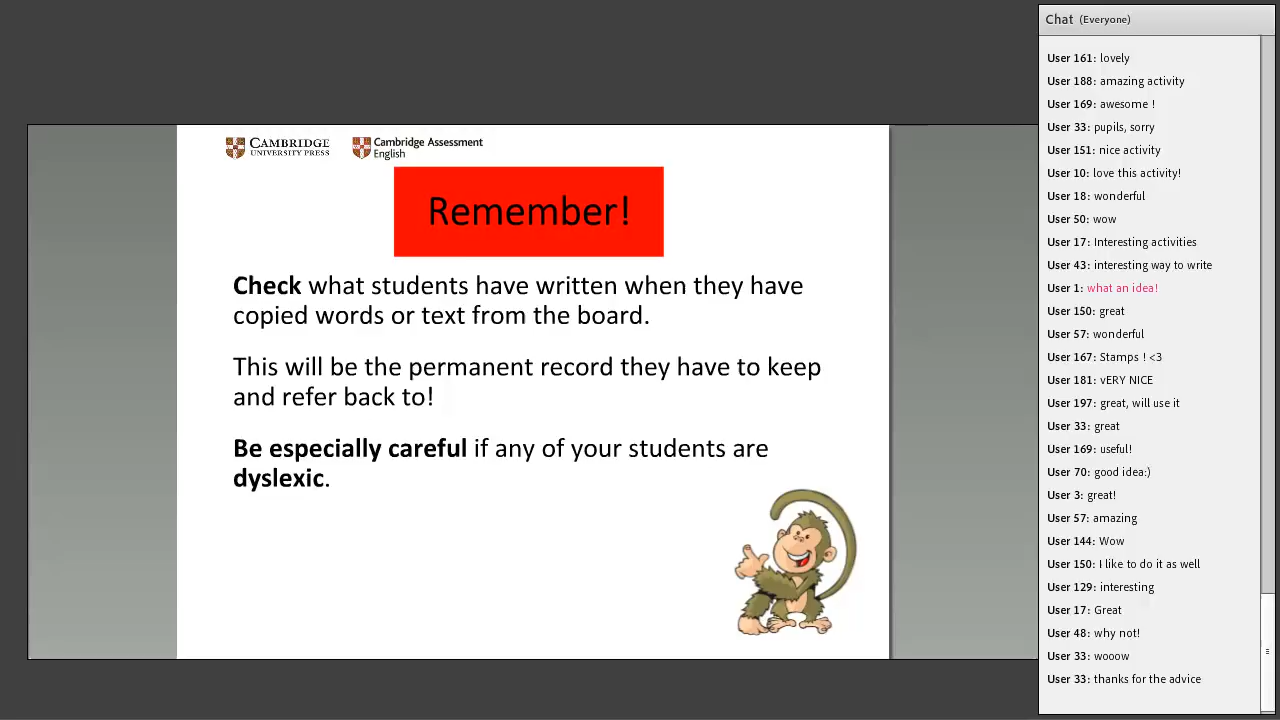 CAMBRIDGE
UNIVERSITY PRESS
Cambridge Assessment
English
Remember!
Check what students have written when they have
copied words or text from the board.
This will be the permanent record they have to keep
and refer back to!
Be especially careful if any of your students are
dyslexic.
Chat (Everyone)
User 161: lovely
User 188: amazing activity
User 169: awesome !
User 33: pupils, sorry
User 151: nice activity
User 10: love this activity!
User 18: wonderful
User 50: wow
User 17: Interesting activities
User 43: interesting way to write
User 1: what an idea!
User 150: great
User 57: wonderful
User 167: Stamps ! <3
User 181: vERY NICE
User 197: great, will use it
User 33: great
User 169: useful!
User 70: good idea:)
User 3: great!
User 57: amazing
User 144: Wow
User 150: I like to do it as well
User 129: interesting
User 17: Great
User 48: why not!
User 33: wooow
User 33: thanks for the advice